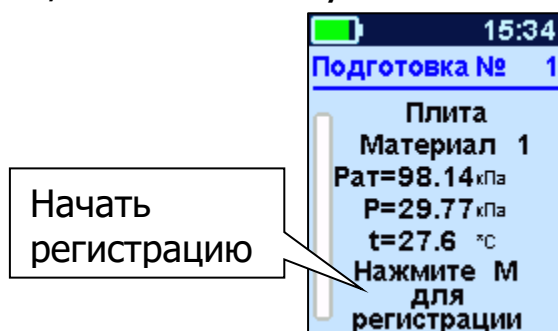 15:34
Подготовка № 1
Плита
Материал 1
Рат=98.14кПа
Р=29.77кПа
t=27.6 °С
Нажмите М
для
регистрации
Начать
регистрацию